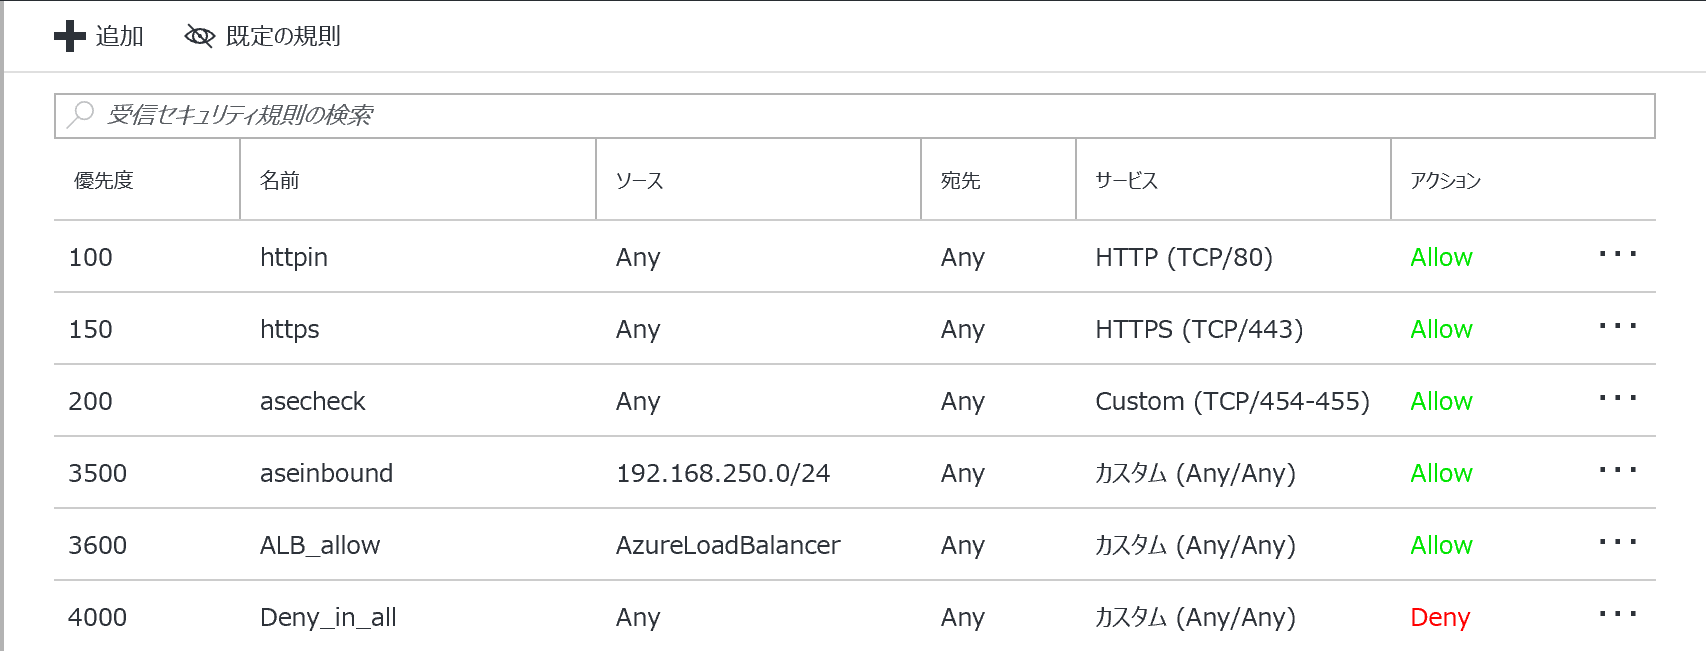 追加 既定の規則
受信セキュリティ規則の検索
優先度 名前 ソース 宛先 サービス アクション
100 httpin Any Any HTTP (TCP/80) Allow ...
150 https Any Any HTTPS (TCP/443) Allow ...
200 asecheck Any Any Custom (TCP/454-455) Allow ...
3500 aseinbound 192.168.250.0/24 Any カスタム (Any/Any) Allow ...
3600 ALB_allow AzureLoadBalancer Any カスタム (Any/Any) Allow ...
4000 Deny_in_all Any Any カスタム (Any/Any) Deny ...